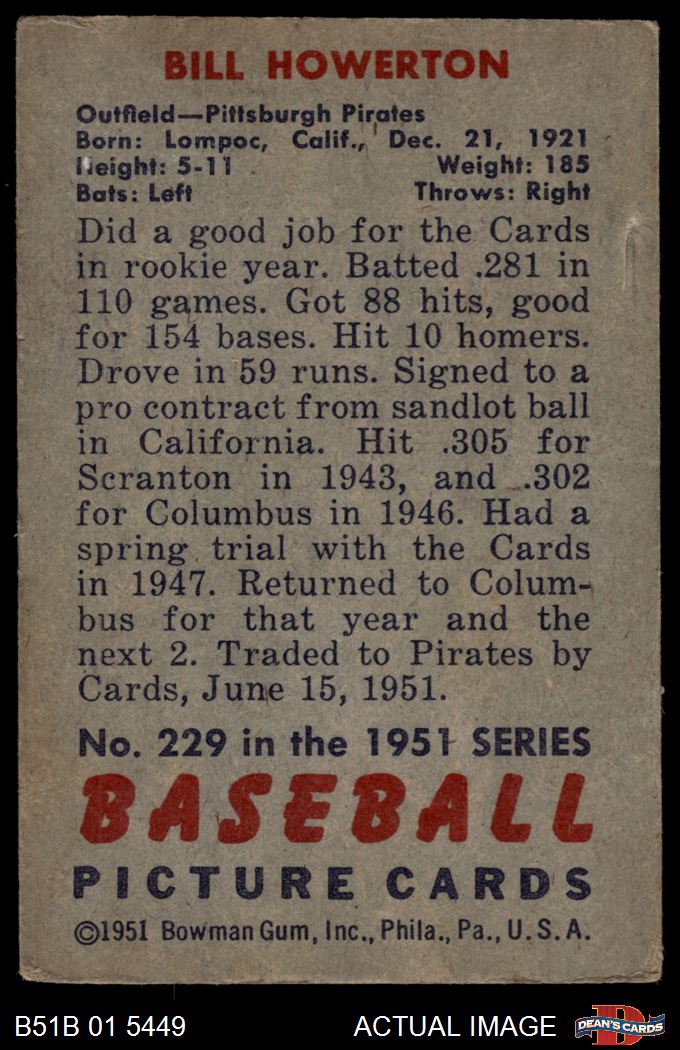 BILL HOWERTON
Outfield—Pittsburgh Pirates
Born: Lompoc, Calif., Dec. 21, 1921
Height: 5-11 Weight: 185
Bats: Left Throws: Right
Did a good job for the Cards
in rookie year. Batted .281 in
110 games. Got 88 hits, good
for 154 bases. Hit 10 homers.
Drove in 59 runs. Signed to a
pro contract from sandlot ball
in California. Hit .305 for
Scranton in 1943, and .302
for Columbus in 1946. Had a
spring trial with the Cards
in 1947. Returned to Colum-
bus for that year and the
next 2. Traded to Pirates by
Cards, June 15, 1951.
No. 229 in the 1951 SERIES
BASEBALL
PICTURE CARDS
©1951 Bowman Gum, Inc., Phila., Pa., U.S.A.
B51B 01 5449 ACTUAL IMAGE
D
DEAN'S CARDS